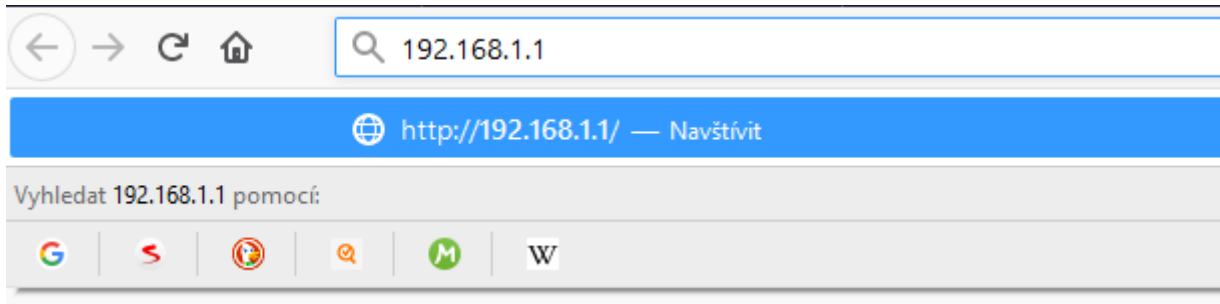 192.168.1.1
http://192.168.1.1/ — Navštívit
Vyhledat 192.168.1.1 pomocí:
G S M W